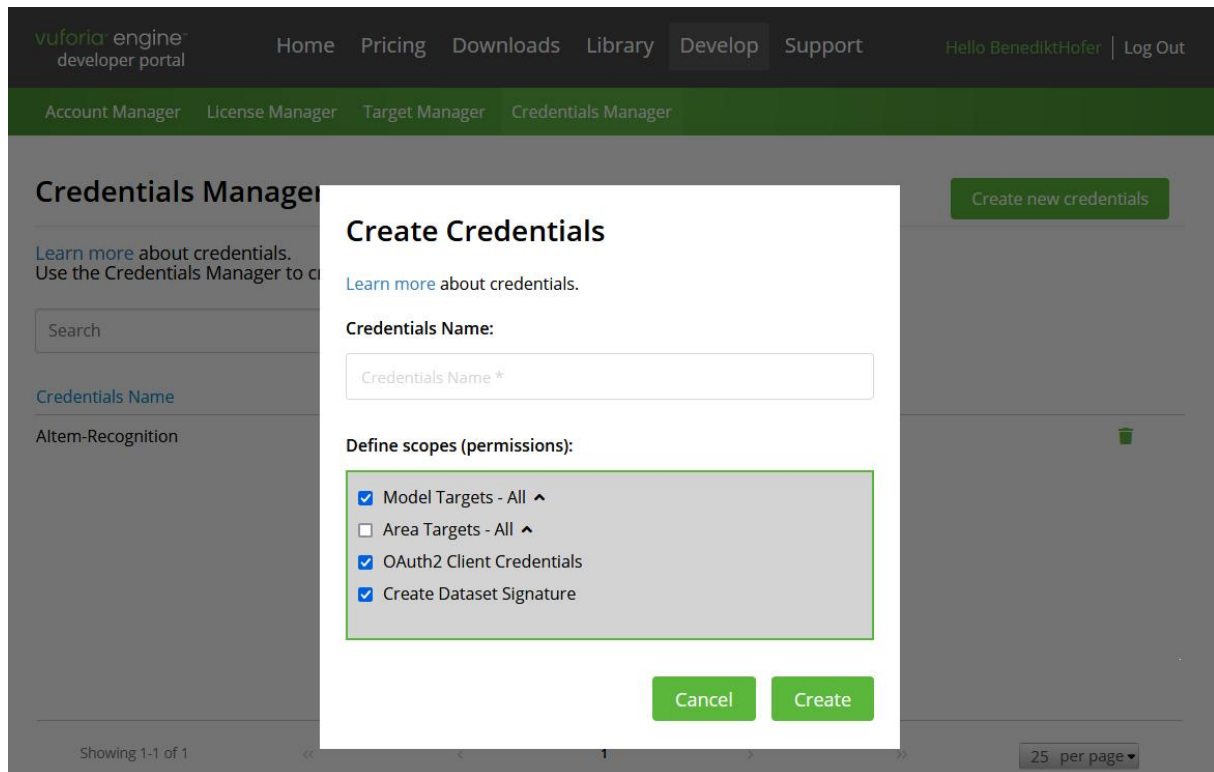 vuforia engine
developer portal
Home Pricing Downloads Library Develop Support
Hello BenediktHofer | Log Out
Account Manager License Manager Target Manager Credentials Manager
Credentials Manager
Create new credentials
Learn more about credentials.
Use the Credentials Manager to
Search
Credentials Name
Altem-Recognition
Create Credentials
Learn more about credentials.
Credentials Name:
Credentials Name *
Define scopes (permissions):
Model Targets - All
Area Targets - All
OAuth2 Client Credentials
Create Dataset Signature
Cancel Create
Showing 1-1 of 1 << < 1 > >> 25 per page